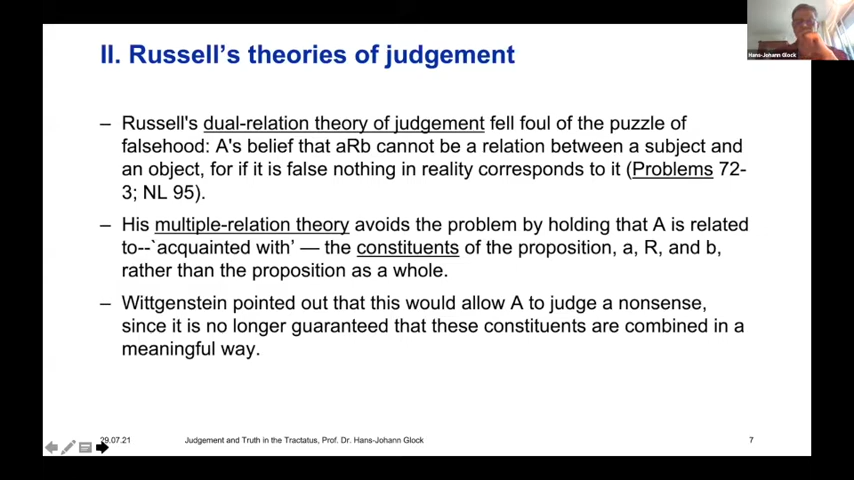 II. Russell's theories of judgement
Hans-Johann Glock
– Russell's dual-relation theory of judgement fell foul of the puzzle of
falsehood: A's belief that aRb cannot be a relation between a subject and
an object, for if it is false nothing in reality corresponds to it (Problems 72-
3; NL 95).
– His multiple-relation theory avoids the problem by holding that A is related
to--`acquainted with' — the constituents of the proposition, a, R, and b,
rather than the proposition as a whole.
– Wittgenstein pointed out that this would allow A to judge a nonsense,
since it is no longer guaranteed that these constituents are combined in a
meaningful way.
29.07.21 Judgement and Truth in the Tractatus, Prof. Dr. Hans-Johann Glock 7